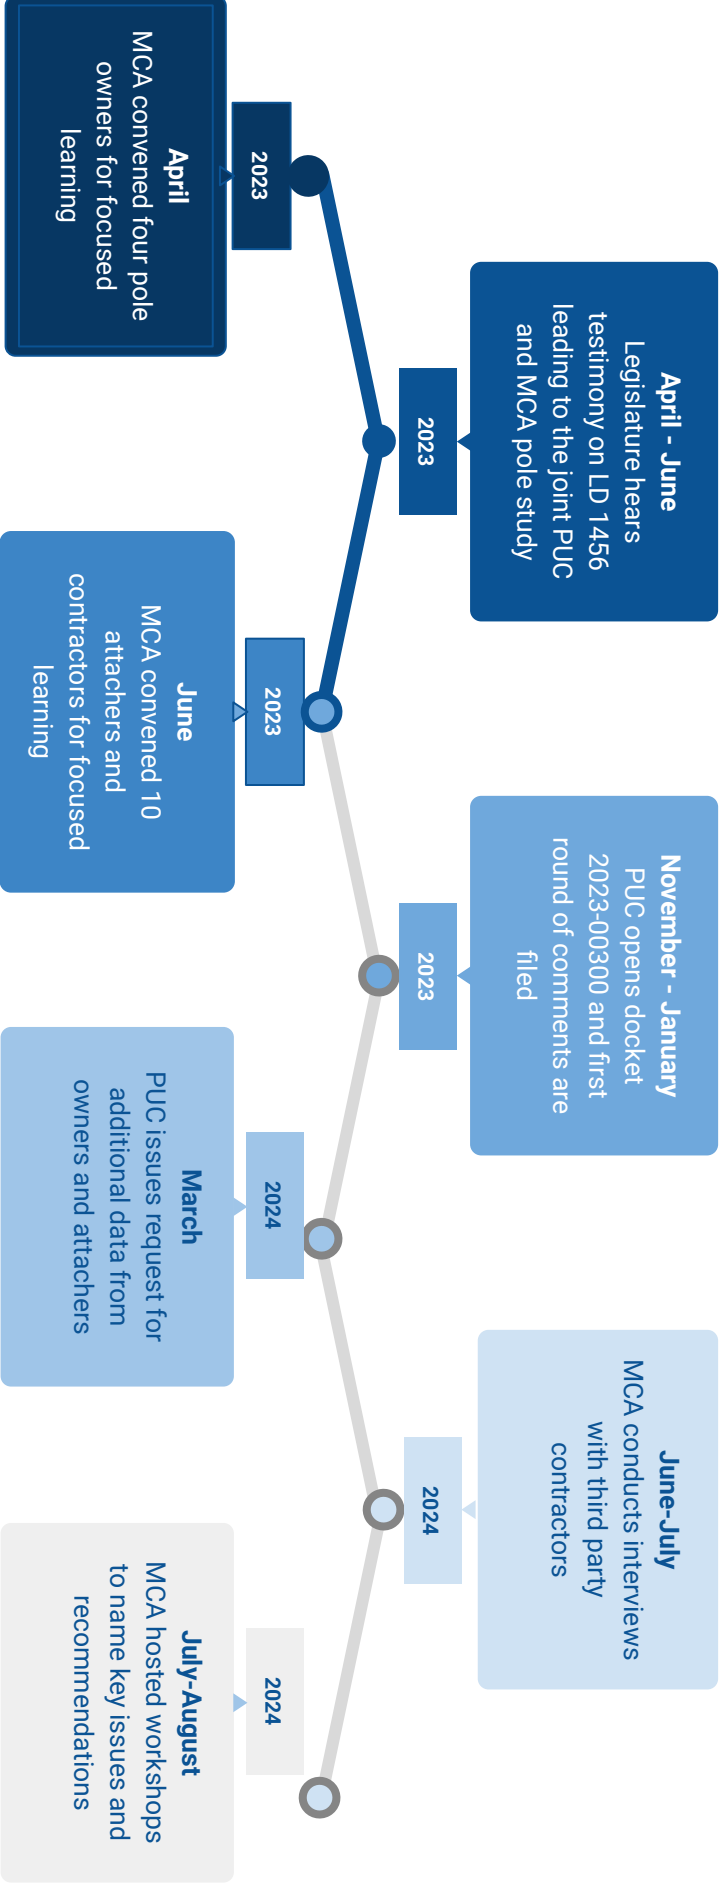 April
MCA convened four pole
owners for focused
learning
2023
April - June
Legislature hears
testimony on LD 1456
leading to the joint PUC
and MCA pole study
2023
June
MCA convened 10
attachers and
contractors for focused
learning
2023
November - January
PUC opens docket
2023-00300 and first
round of comments are
filed
2023
March
PUC issues request for
additional data from
owners and attachers
2024
June-July
MCA conducts interviews
with third party
contractors
2024
July-August
MCA hosted workshops
to name key issues and
recommendations
2024